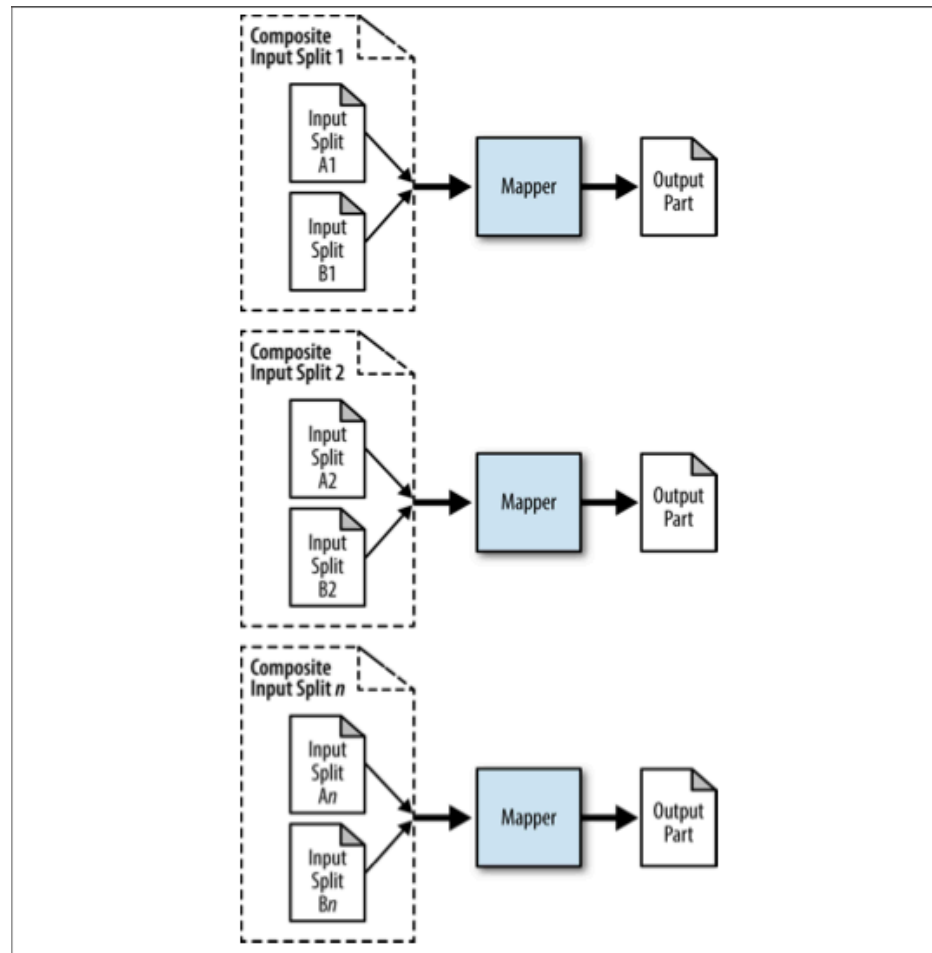 Composite
Input Split 1
Input
Split
A1
Input
Split
B1
Mapper
Output
Part
Composite
Input Split 2
Input
Split
A2
Input
Split
B2
Mapper
Output
Part
Composite
Input Split n
Input
Split
An
Input
Split
Bn
Mapper
Output
Part